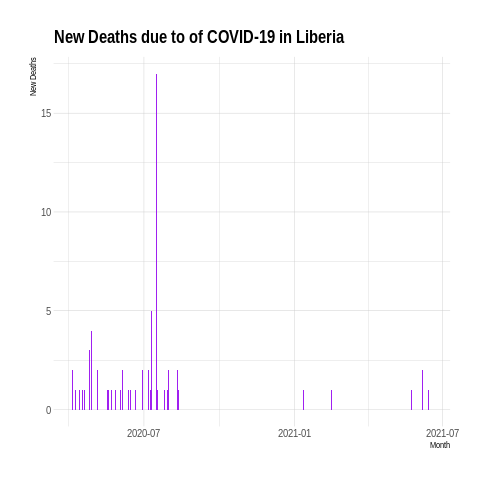 New Deaths due to of COVID-19 in Liberia
New Deaths
15
10
5
0
2020-07
2021-01
2021-07
Month